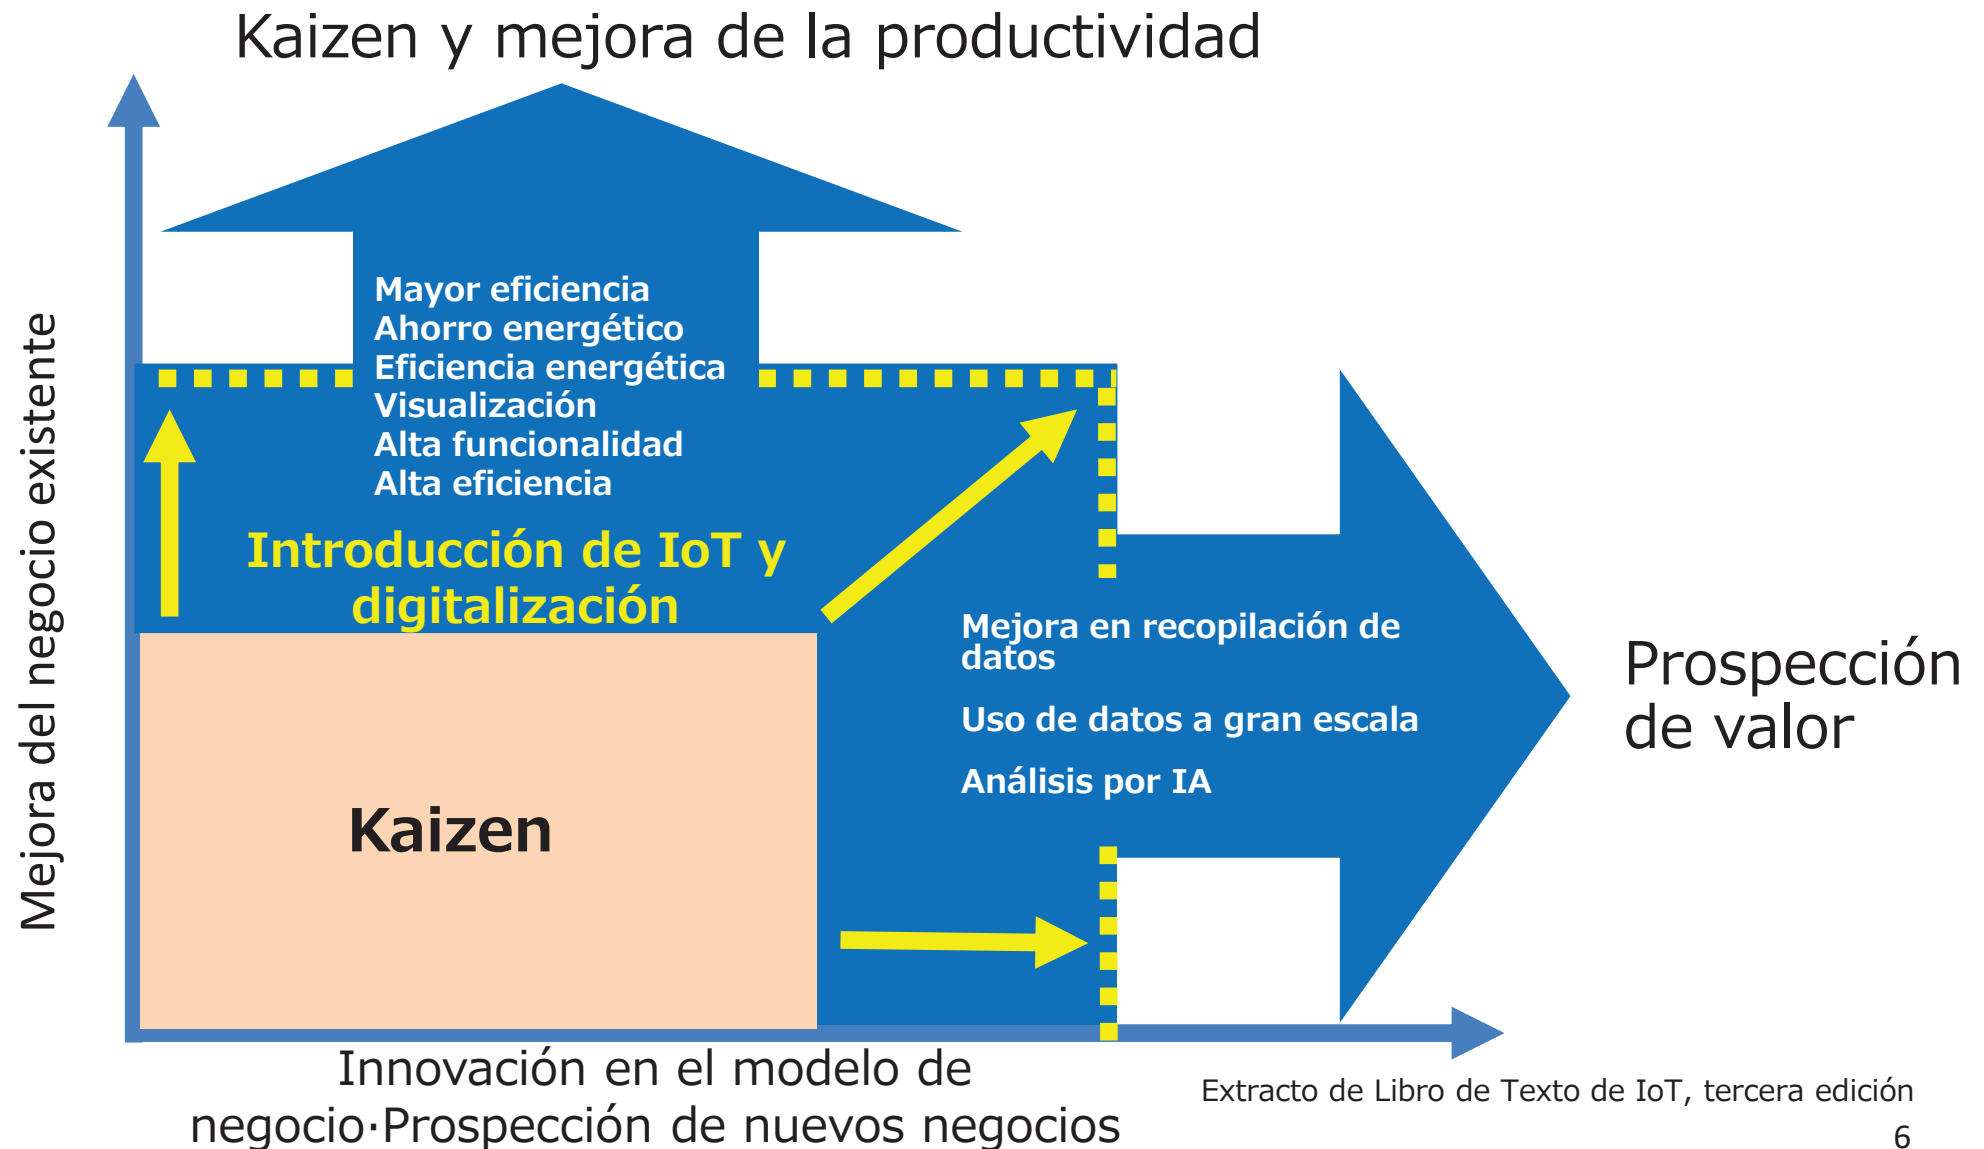 Kaizen y mejora de la productividad
Mejora del negocio existente
Mayor eficiencia
Ahorro energético
Eficiencia energética
Visualización
Alta funcionalidad
Alta eficiencia
Introducción de IoT y
digitalización
Mejora en recopilación de
datos
Uso de datos a gran escala
Análisis por IA
Prospección
de valor
Kaizen
Innovación en el modelo de
negocio·Prospección de nuevos negocios
Extracto de Libro de Texto de IoT, tercera edición
6